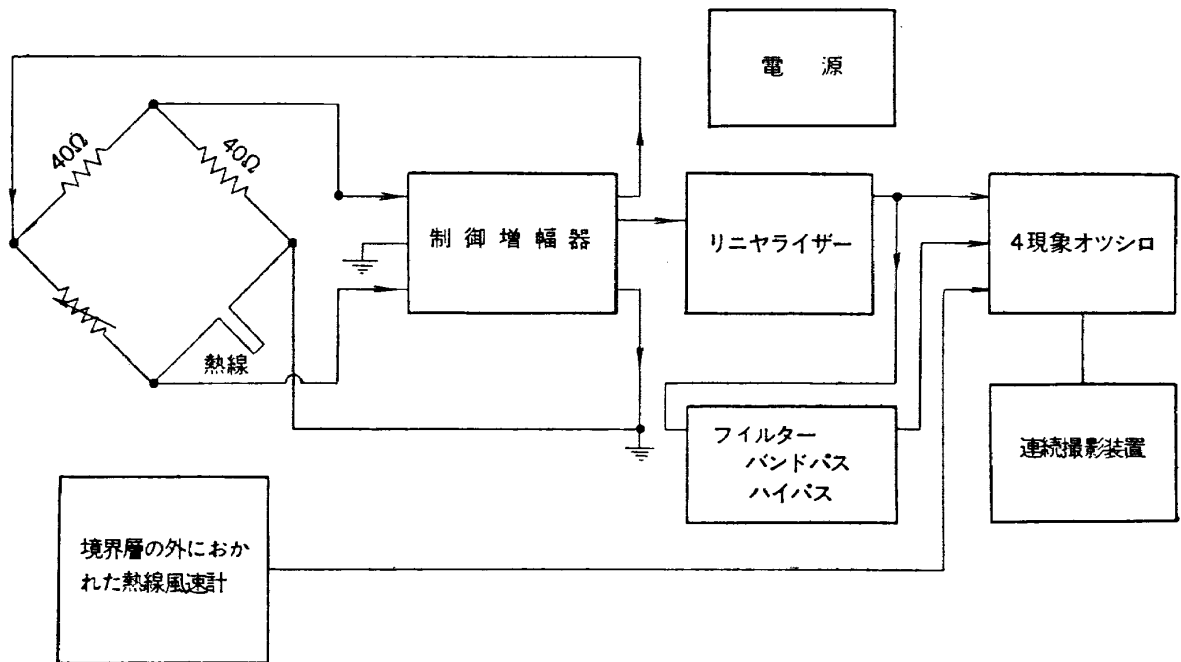 電 源
40Ω
40Ω
制 御 増 幅 器
リニヤライザー
4現象オツシロ
熱線
フイルター
バンドパス
ハイパス
連続撮影装置
境界層の外におか
れた熱線風速計